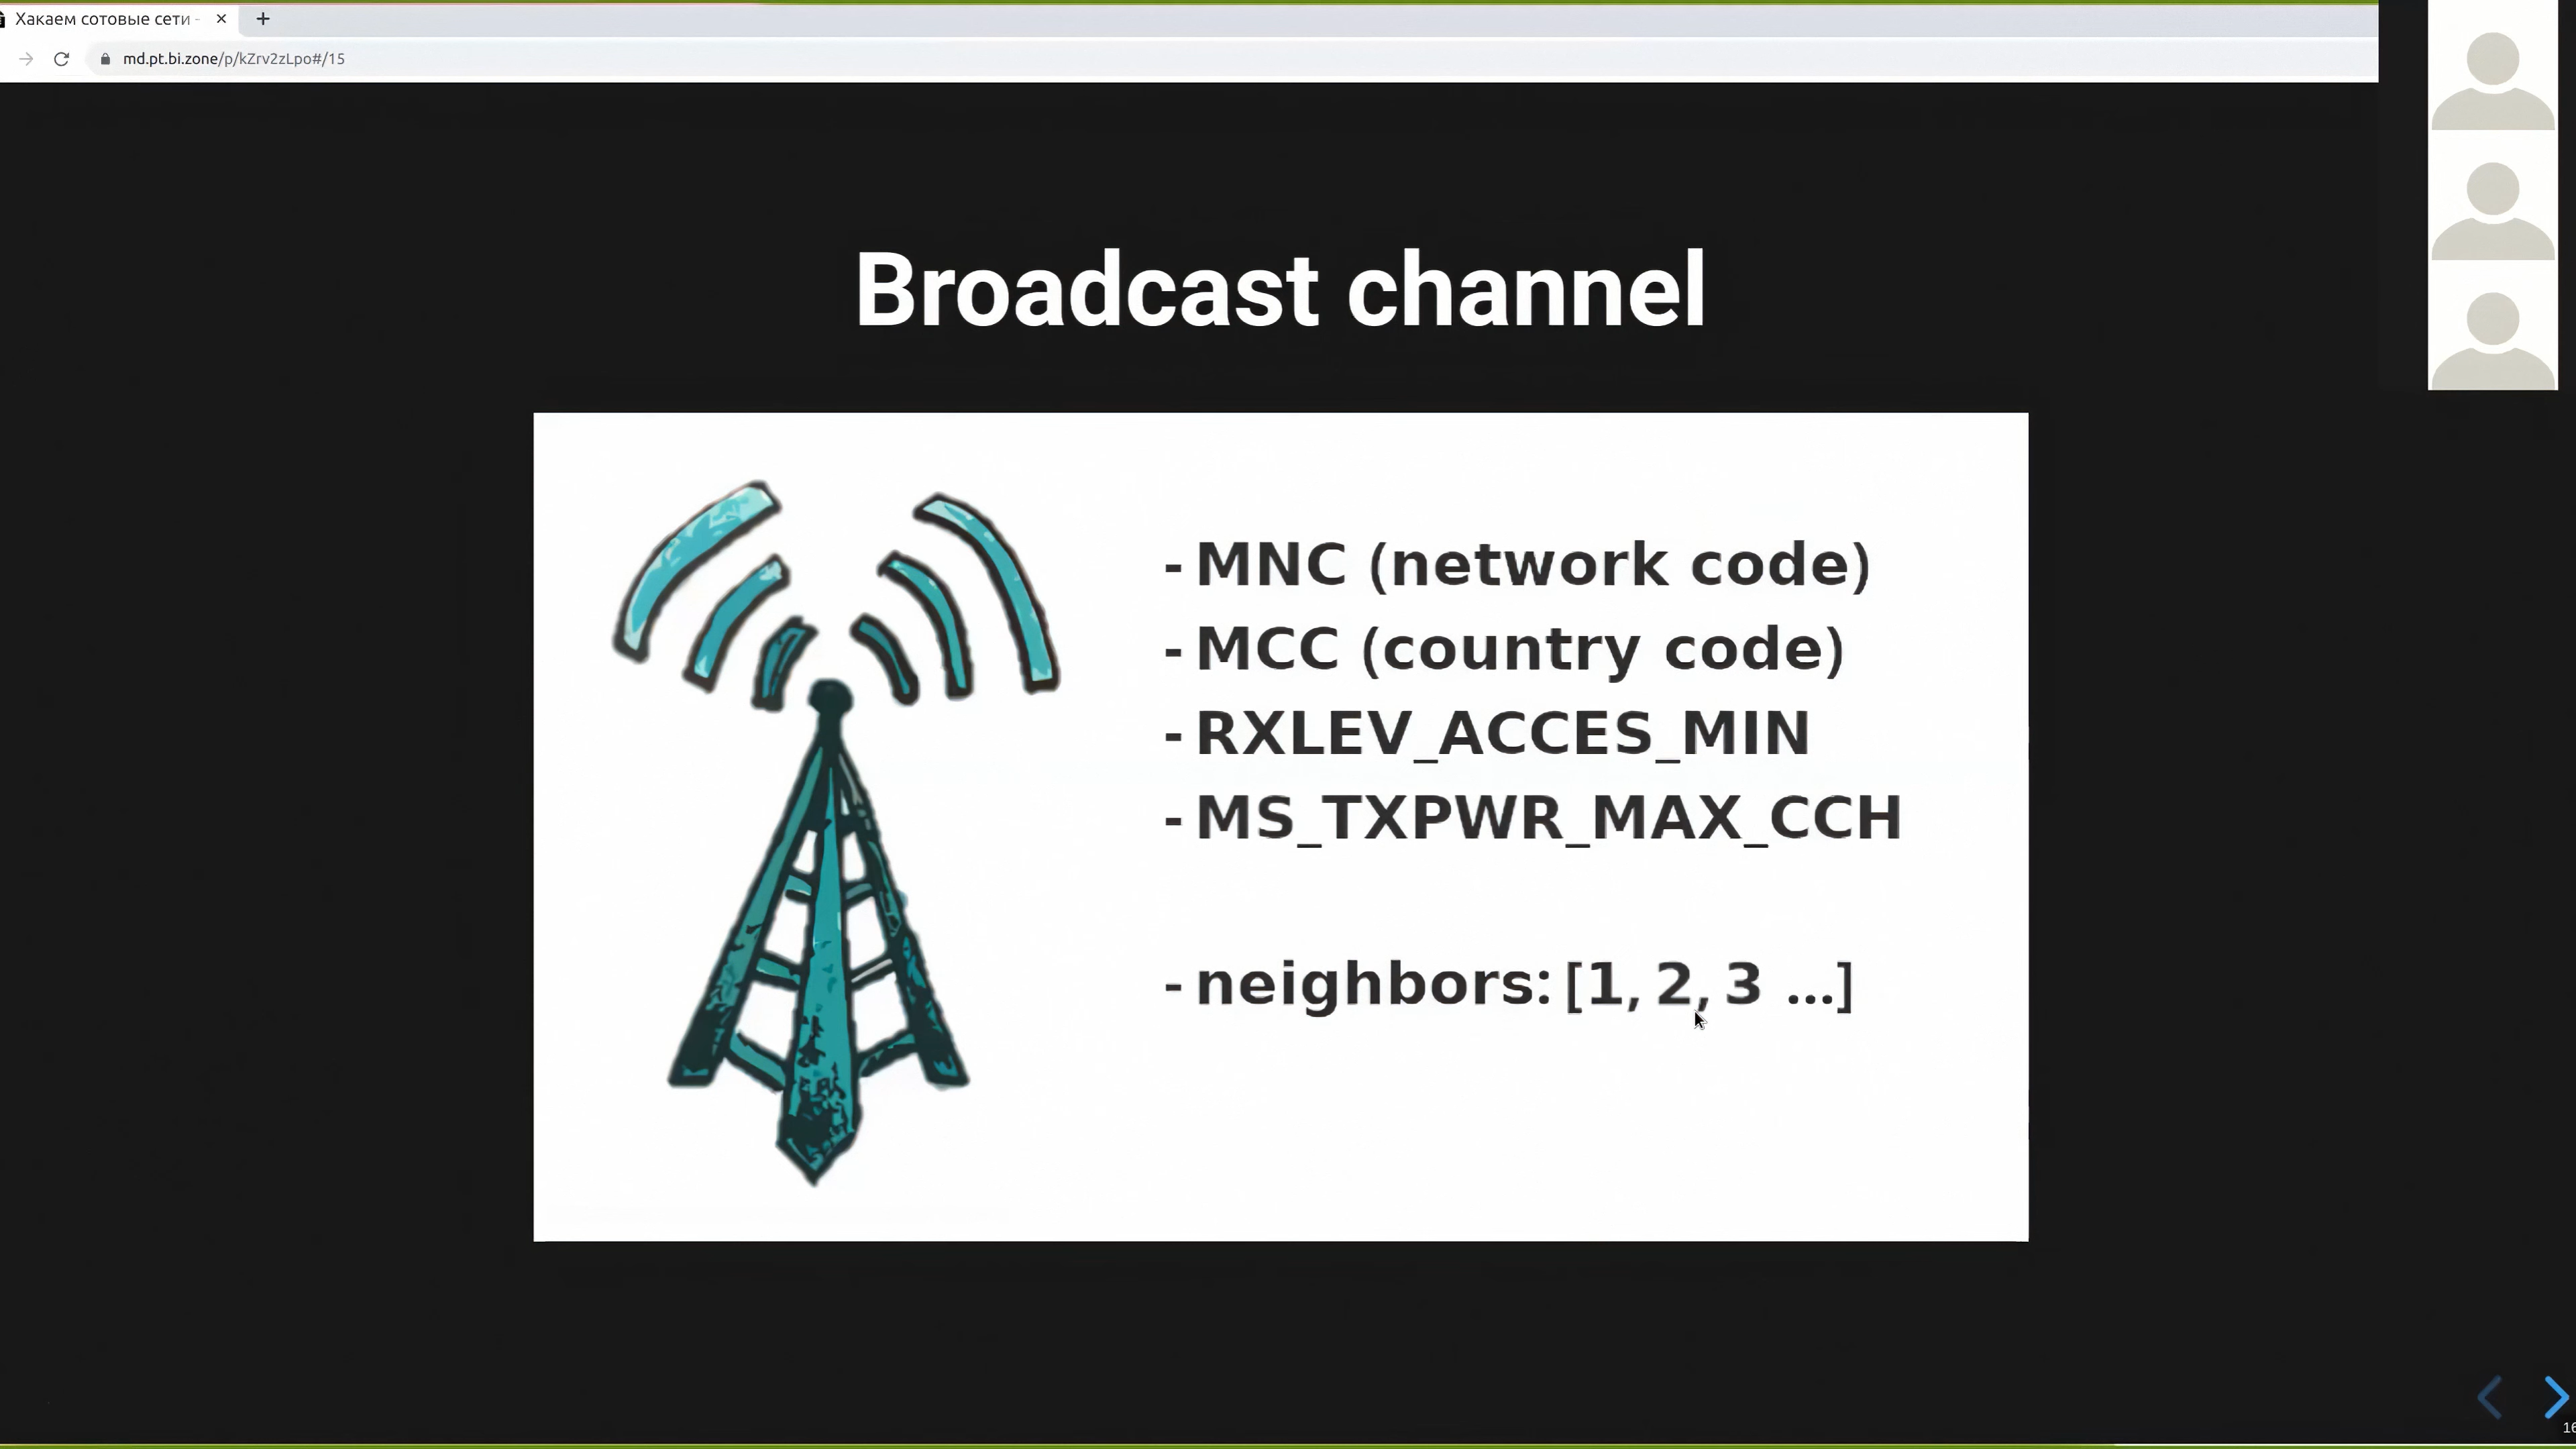 Хакаем сотовые сети -
md.pt.bi.zone/p/kZrv2zLpo#/15
Broadcast channel
- MNC (network code)
- MCC (country code)
- RXLEV_ACCES_MIN
- MS_TXPWR_MAX_CCH
- neighbors: [1, 2, 3 ...]
16